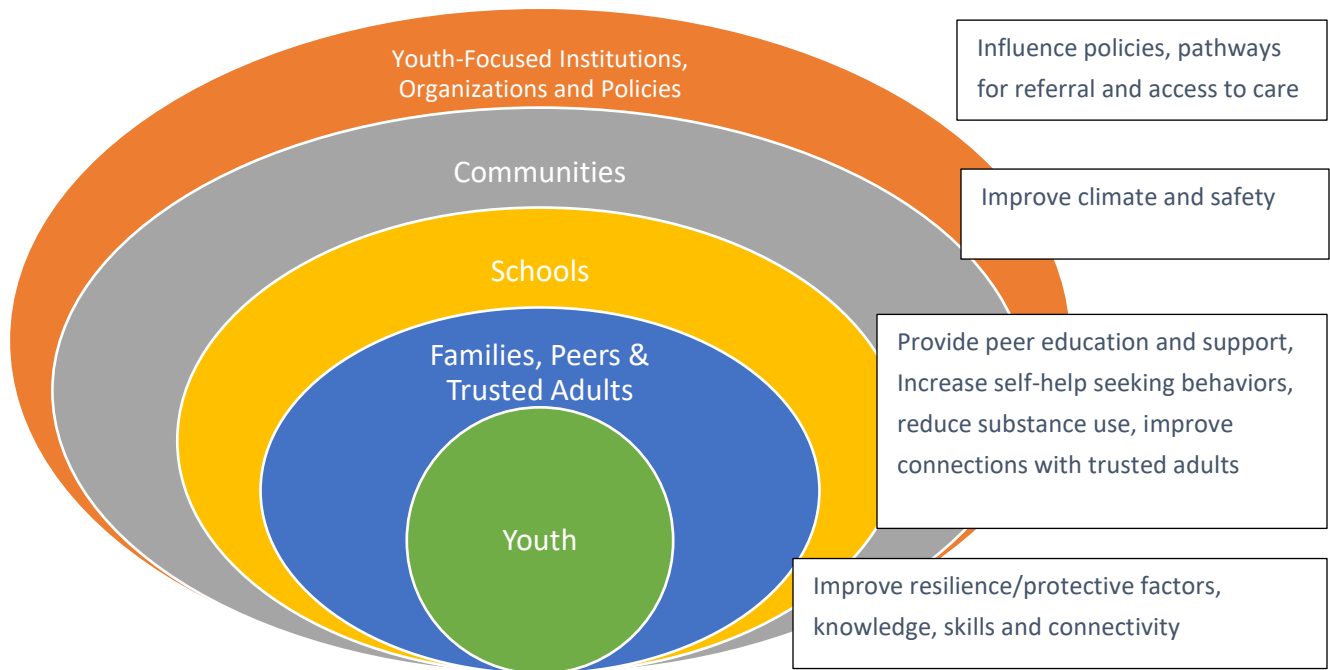 Youth-Focused Institutions,
Organizations and Policies
Communities
Schools
Families, Peers &
Trusted Adults
Youth
Influence policies, pathways
for referral and access to care
Improve climate and safety
Provide peer education and support,
Increase self-help seeking behaviors,
reduce substance use, improve
connections with trusted adults
Improve resilience/protective factors,
knowledge, skills and connectivity